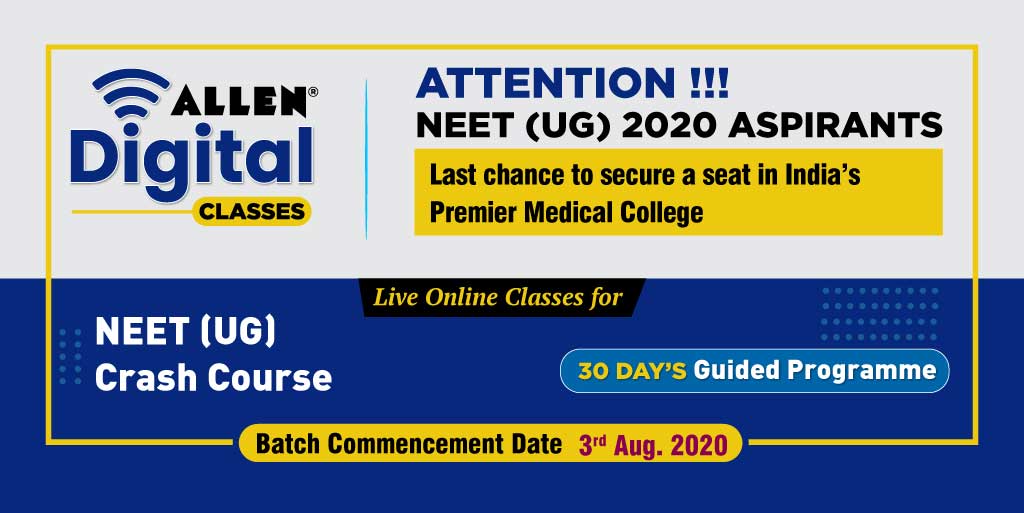 ALLEN®
Digital
CLASSES
ATTENTION !!!
NEET (UG) 2020 ASPIRANTS
Last chance to secure a seat in India's
Premier Medical College
Live Online Classes for
NEET (UG)
Crash Course
30 DAY'S Guided Programme
Batch Commencement Date 3rd Aug. 2020